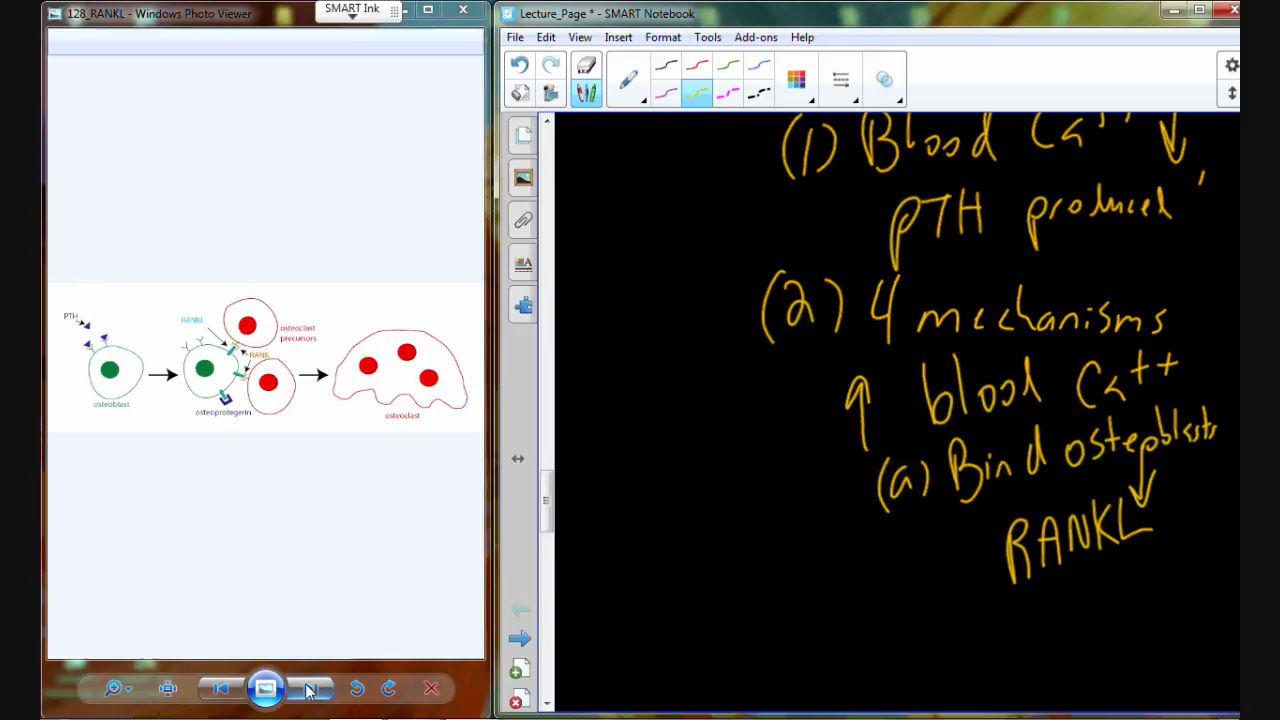 128_RANKL - Windows Photo Viewer
SMART Ink
PTH
osteoblast
RANKL
osteoclast
precursors
RANK
osteoprotegerin
osteoclast
Lecture_Page * - SMART Notebook
File Edit View Insert Format Tools Add-ons Help
(1) Blood Ca++ ↓
PTH produced
(2) 4 mechanisms
↑ blood Ca++
(a) Bind osteoblasts
↓
RANKL